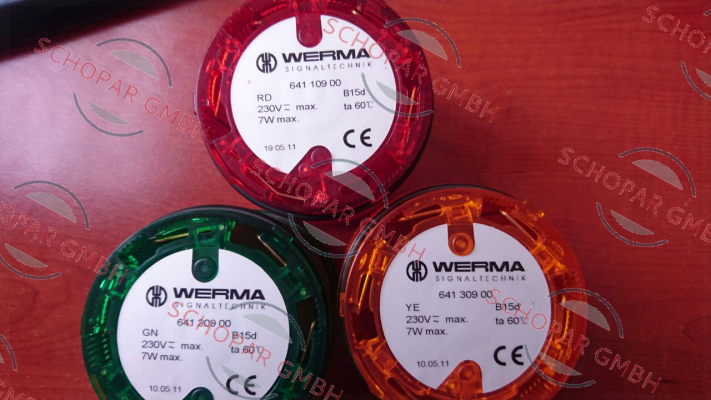 WERMA
SIGNALTECHNIK
641 109 00
RD B15d
230V⎓ max. ta 60℃
7W max.
19.05.11 CE
WERMA
SIGNALTECHNIK
641 209 00
GN B15d
230V⎓ max. ta 60℃
7W max.
10.05.11 CE
WERMA
SIGNALTECHNIK
641 309 00
YE B15d
230V⎓ max. ta 60℃
7W max.
10.05.11 CE
SCHOPAR GMBH
SCHOPAR GMBH
SCHOPAR GMBH
SCHOPAR GMBH
SCHOPAR GMBH
SCHOPAR GMBH